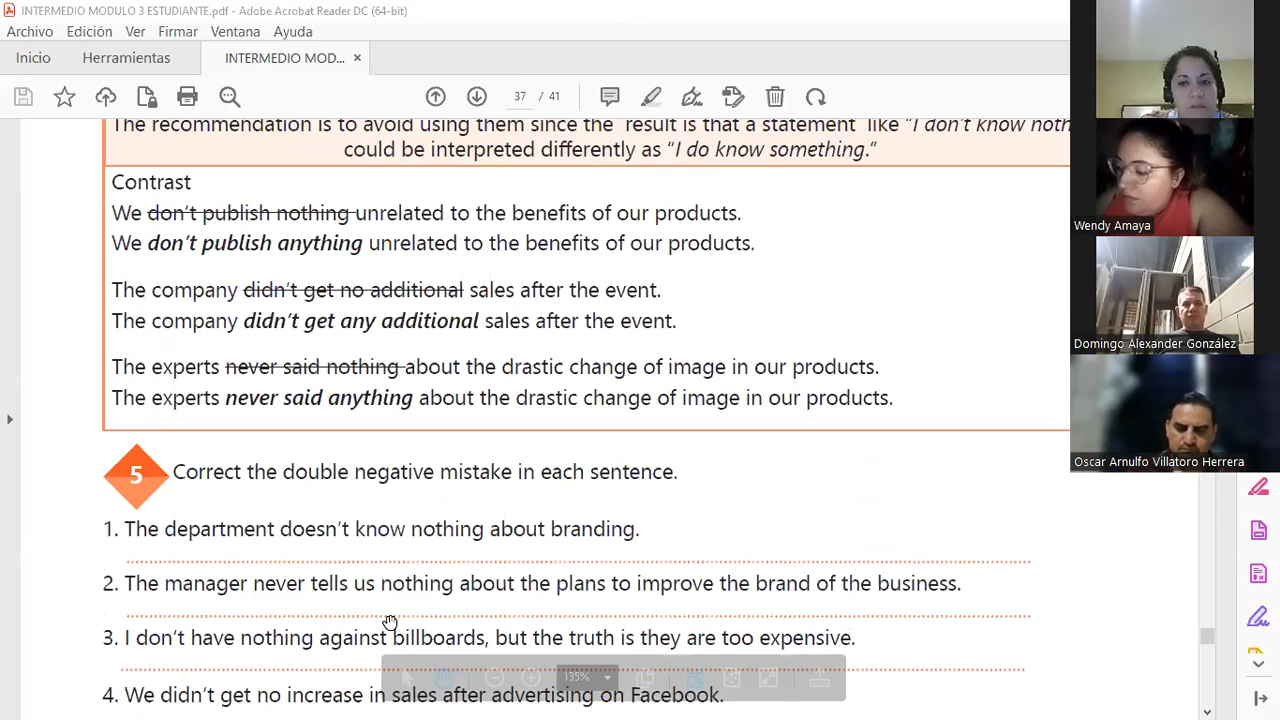 INTERMEDIO MODULO 3 ESTUDIANTE.pdf - Adobe Acrobat Reader DC (64-bit)
Archivo Edición Ver Firmar Ventana Ayuda
Inicio Herramientas INTERMEDIO MOD... ×
37 / 41
The recommendation is to avoid using them since the result is that a statement like "I don't know noth
could be interpreted differently as "I do know something."
Contrast
We don't publish nothing unrelated to the benefits of our products.
We don't publish anything unrelated to the benefits of our products.
The company didn't get no additional sales after the event.
The company didn't get any additional sales after the event.
The experts never said nothing about the drastic change of image in our products.
The experts never said anything about the drastic change of image in our products.
5 Correct the double negative mistake in each sentence.
1. The department doesn't know nothing about branding.
2. The manager never tells us nothing about the plans to improve the brand of the business.
3. I don't have nothing against billboards, but the truth is they are too expensive.
135%
4. We didn't get no increase in sales after advertising on Facebook.
Wendy Amaya
Domingo Alexander González
Oscar Arnulfo Villatoro Herrera